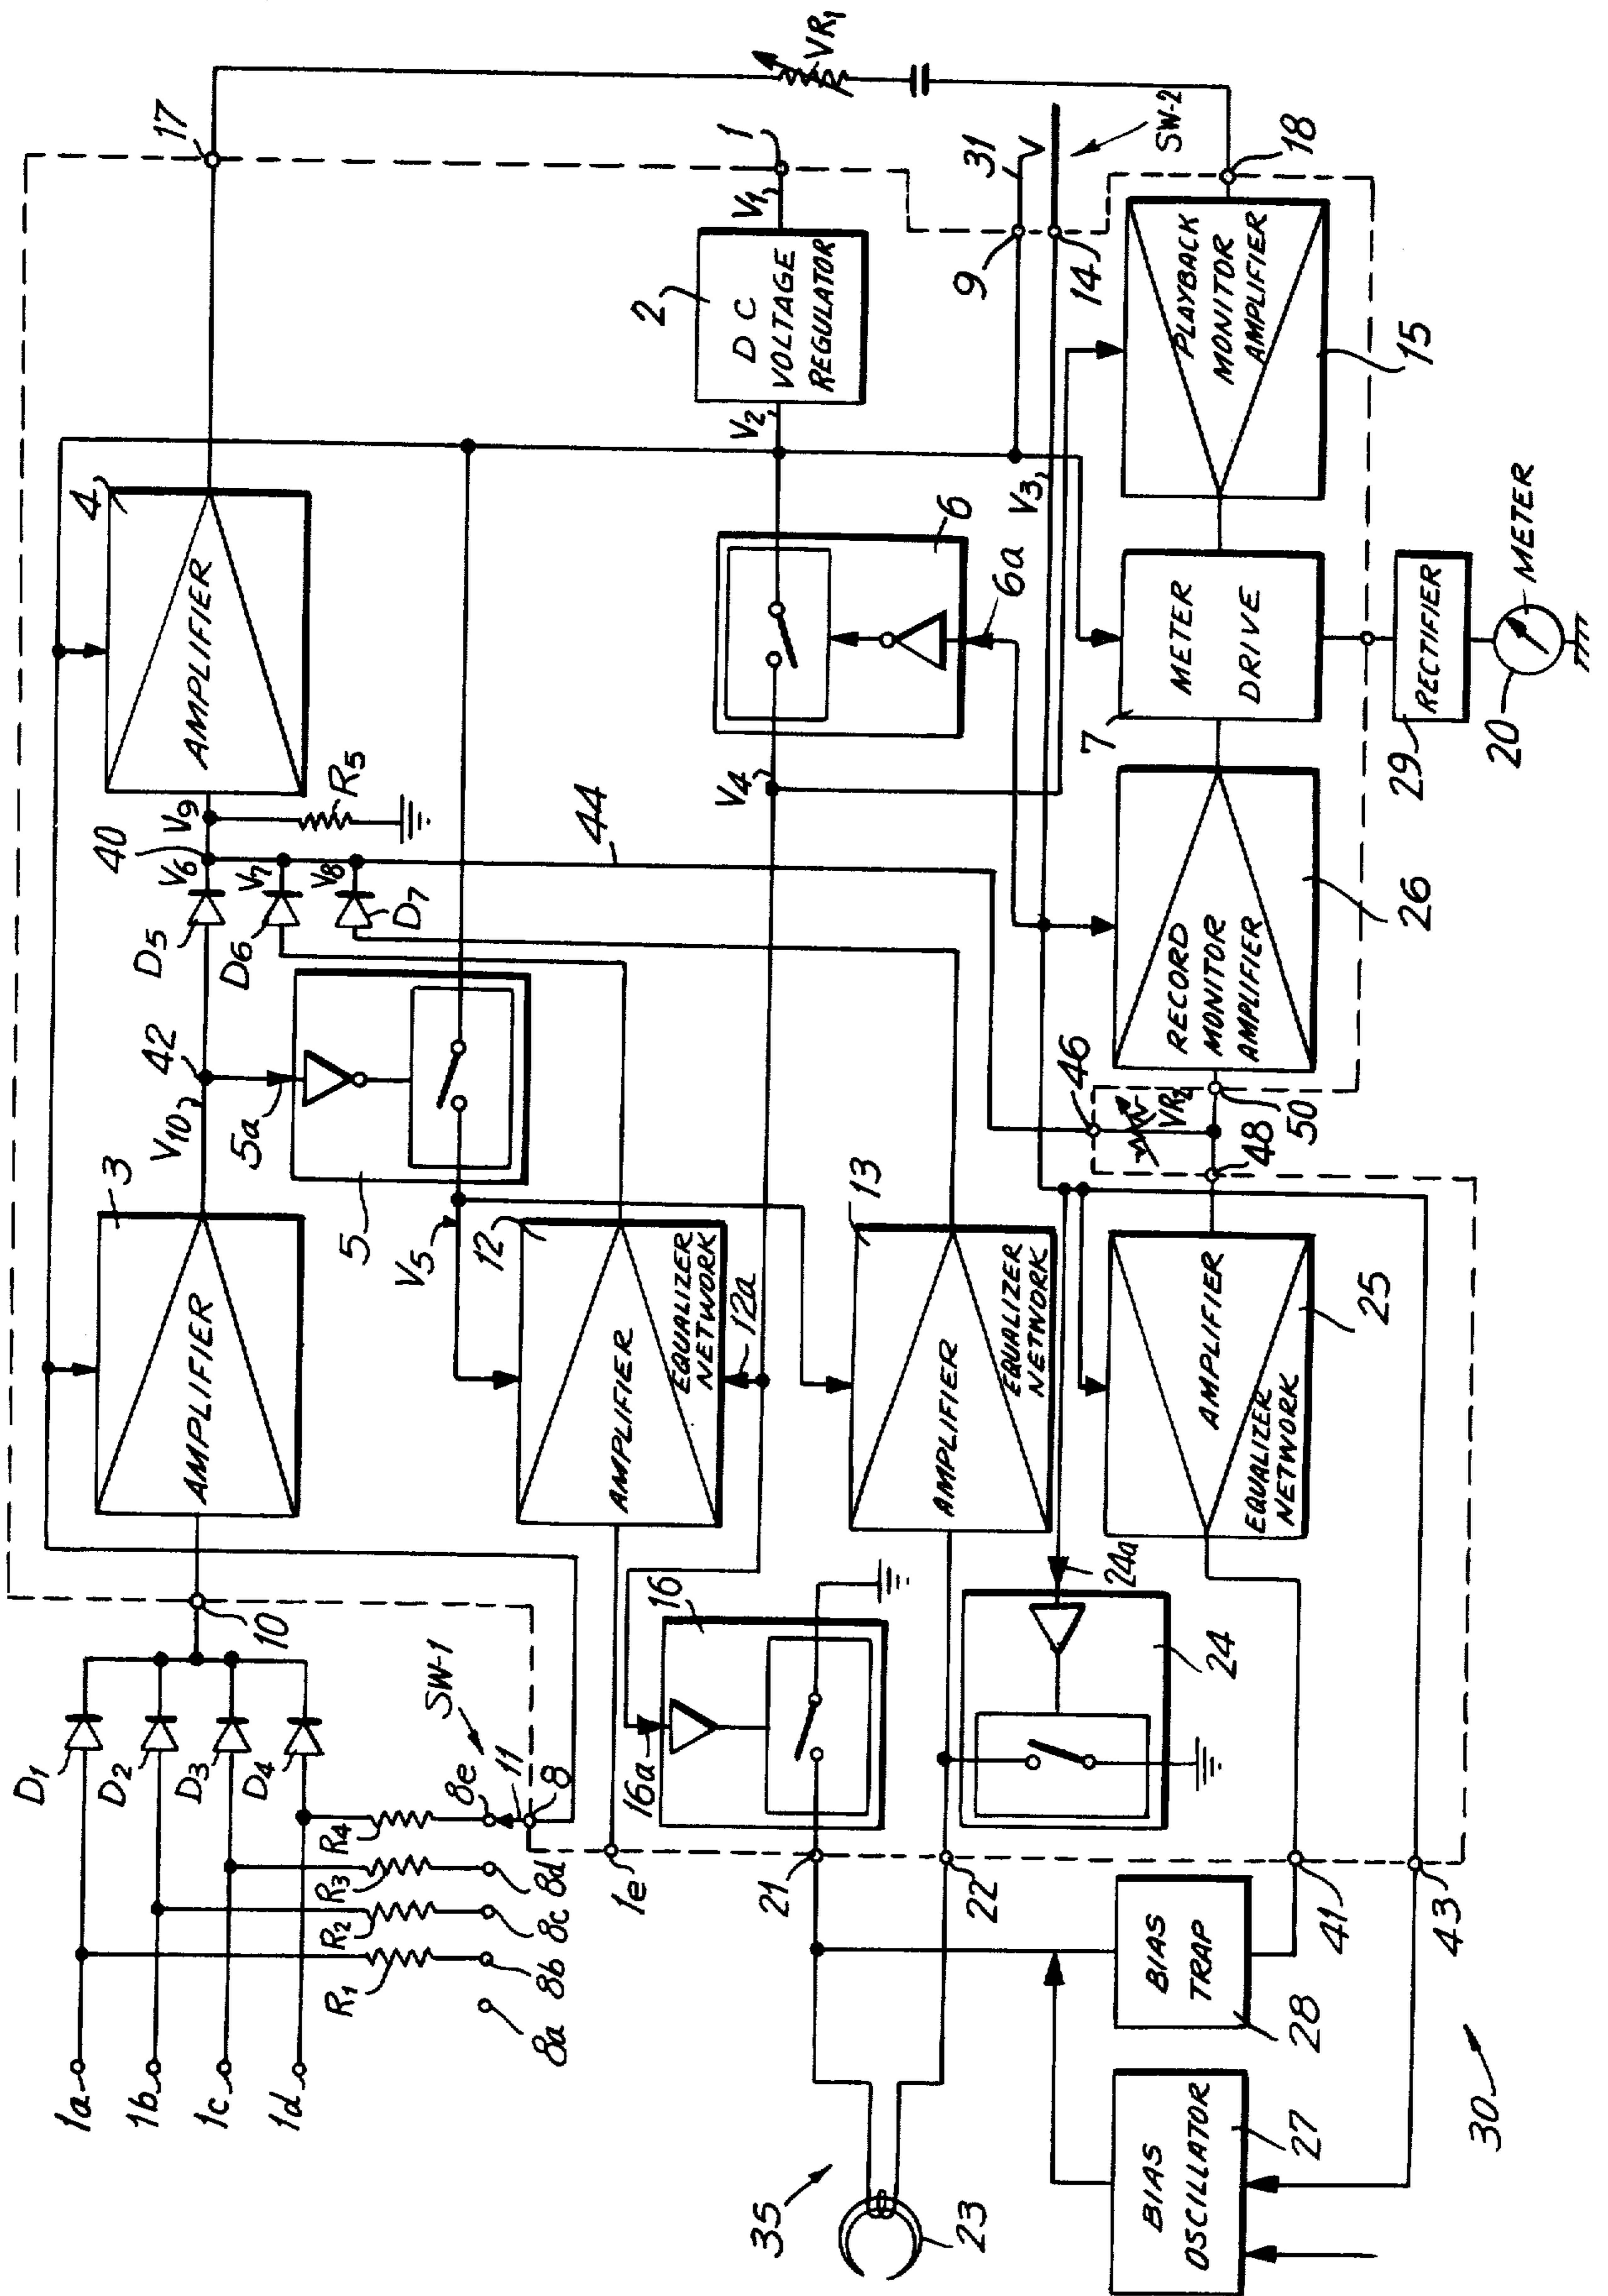 17
VR1
4
AMPLIFIER
40
V9
R5
V6
V7
V8
D5
D6
D7
42
V10
5a
3
AMPLIFIER
10
D1
D2
D3
D4
1a
1b
1c
1d
R1
R2
R3
R4
8a
8b
8c
8d
8e
SW-1
11
8
1
V1
2
DC
VOLTAGE
REGULATOR
V2
6
6a
V4
44
5
V5
12
AMPLIFIER
EQUALIZER
NETWORK
12a
16
16a
1e
21
9
31
V
SW-2
14
V3
13
AMPLIFIER
EQUALIZER
NETWORK
24a
24
22
18
PLAYBACK
MONITOR
AMPLIFIER
15
METER
DRIVE
7
RECORD
MONITOR
AMPLIFIER
26
46
VR2
50
48
AMPLIFIER
EQUALIZER
NETWORK
25
41
43
RECTIFIER
29
METER
20
BIAS
TRAP
28
BIAS
OSCILLATOR
27
35
23
30